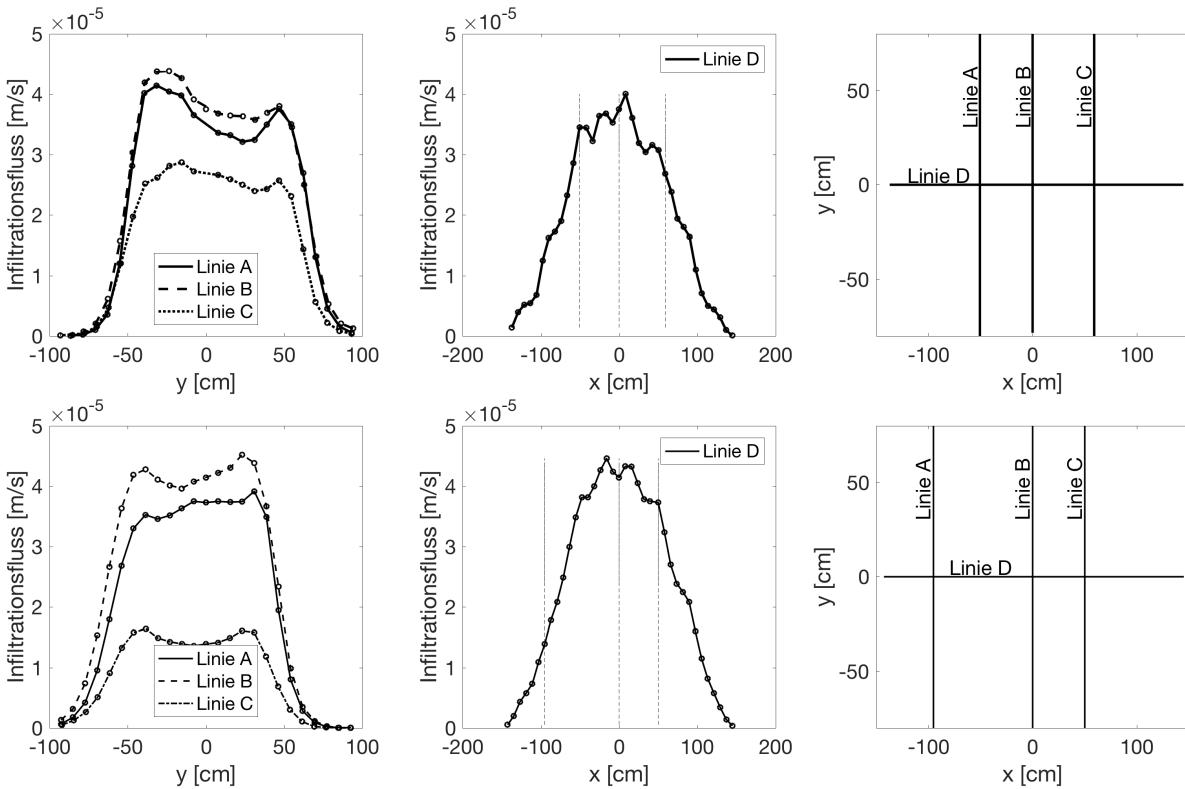 ×10-5
5
4
3
2
1
0
Infiltrationsfluss [m/s]
Linie A
Linie B
Linie C
-100
-50
0
50
100
y [cm]
×10-5
5
4
3
2
1
0
Infiltrationsfluss [m/s]
Linie D
-200
-100
0
100
200
x [cm]
50
0
-50
y [cm]
Linie A
Linie B
Linie C
Linie D
-100
0
100
x [cm]
×10-5
5
4
3
2
1
0
Infiltrationsfluss [m/s]
Linie A
Linie B
Linie C
-100
-50
0
50
100
y [cm]
×10-5
5
4
3
2
1
0
Infiltrationsfluss [m/s]
Linie D
-200
-100
0
100
200
x [cm]
50
0
-50
y [cm]
Linie A
Linie B
Linie C
Linie D
-100
0
100
x [cm]